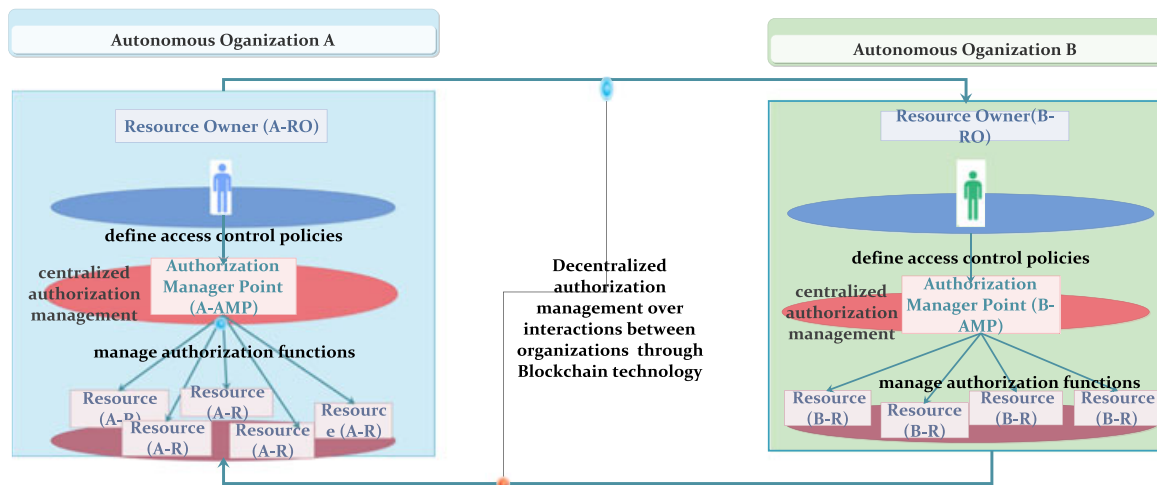 Autonomous Oganization A
Resource Owner (A-RO)
define access control policies
centralized
authorization
management
Authorization
Manager Point
(A-AMP)
manage authorization functions
Resource
(A-R)
Resource
(A-R)
Resourc
e (A-R)
Resource
(A-R)
Resource
(A-R)
Decentralized
authorization
management over
interactions between
organizations through
Blockchain technology
Autonomous Oganization B
Resource Owner(B-
RO)
define access control policies
centralized
authorization
management
Authorization
Manager Point (B-
AMP)
manage authorization functions
Resource
(B-R)
Resource
(B-R)
Resource
(B-R)
Resource
(B-R)